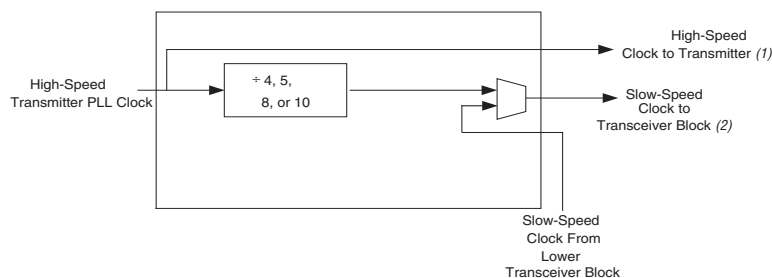 High-Speed
Clock to Transmitter (1)
High-Speed
Transmitter PLL Clock
÷ 4, 5,
8, or 10
Slow-Speed
Clock to
Transceiver Block (2)
Slow-Speed
Clock From
Lower
Transceiver Block